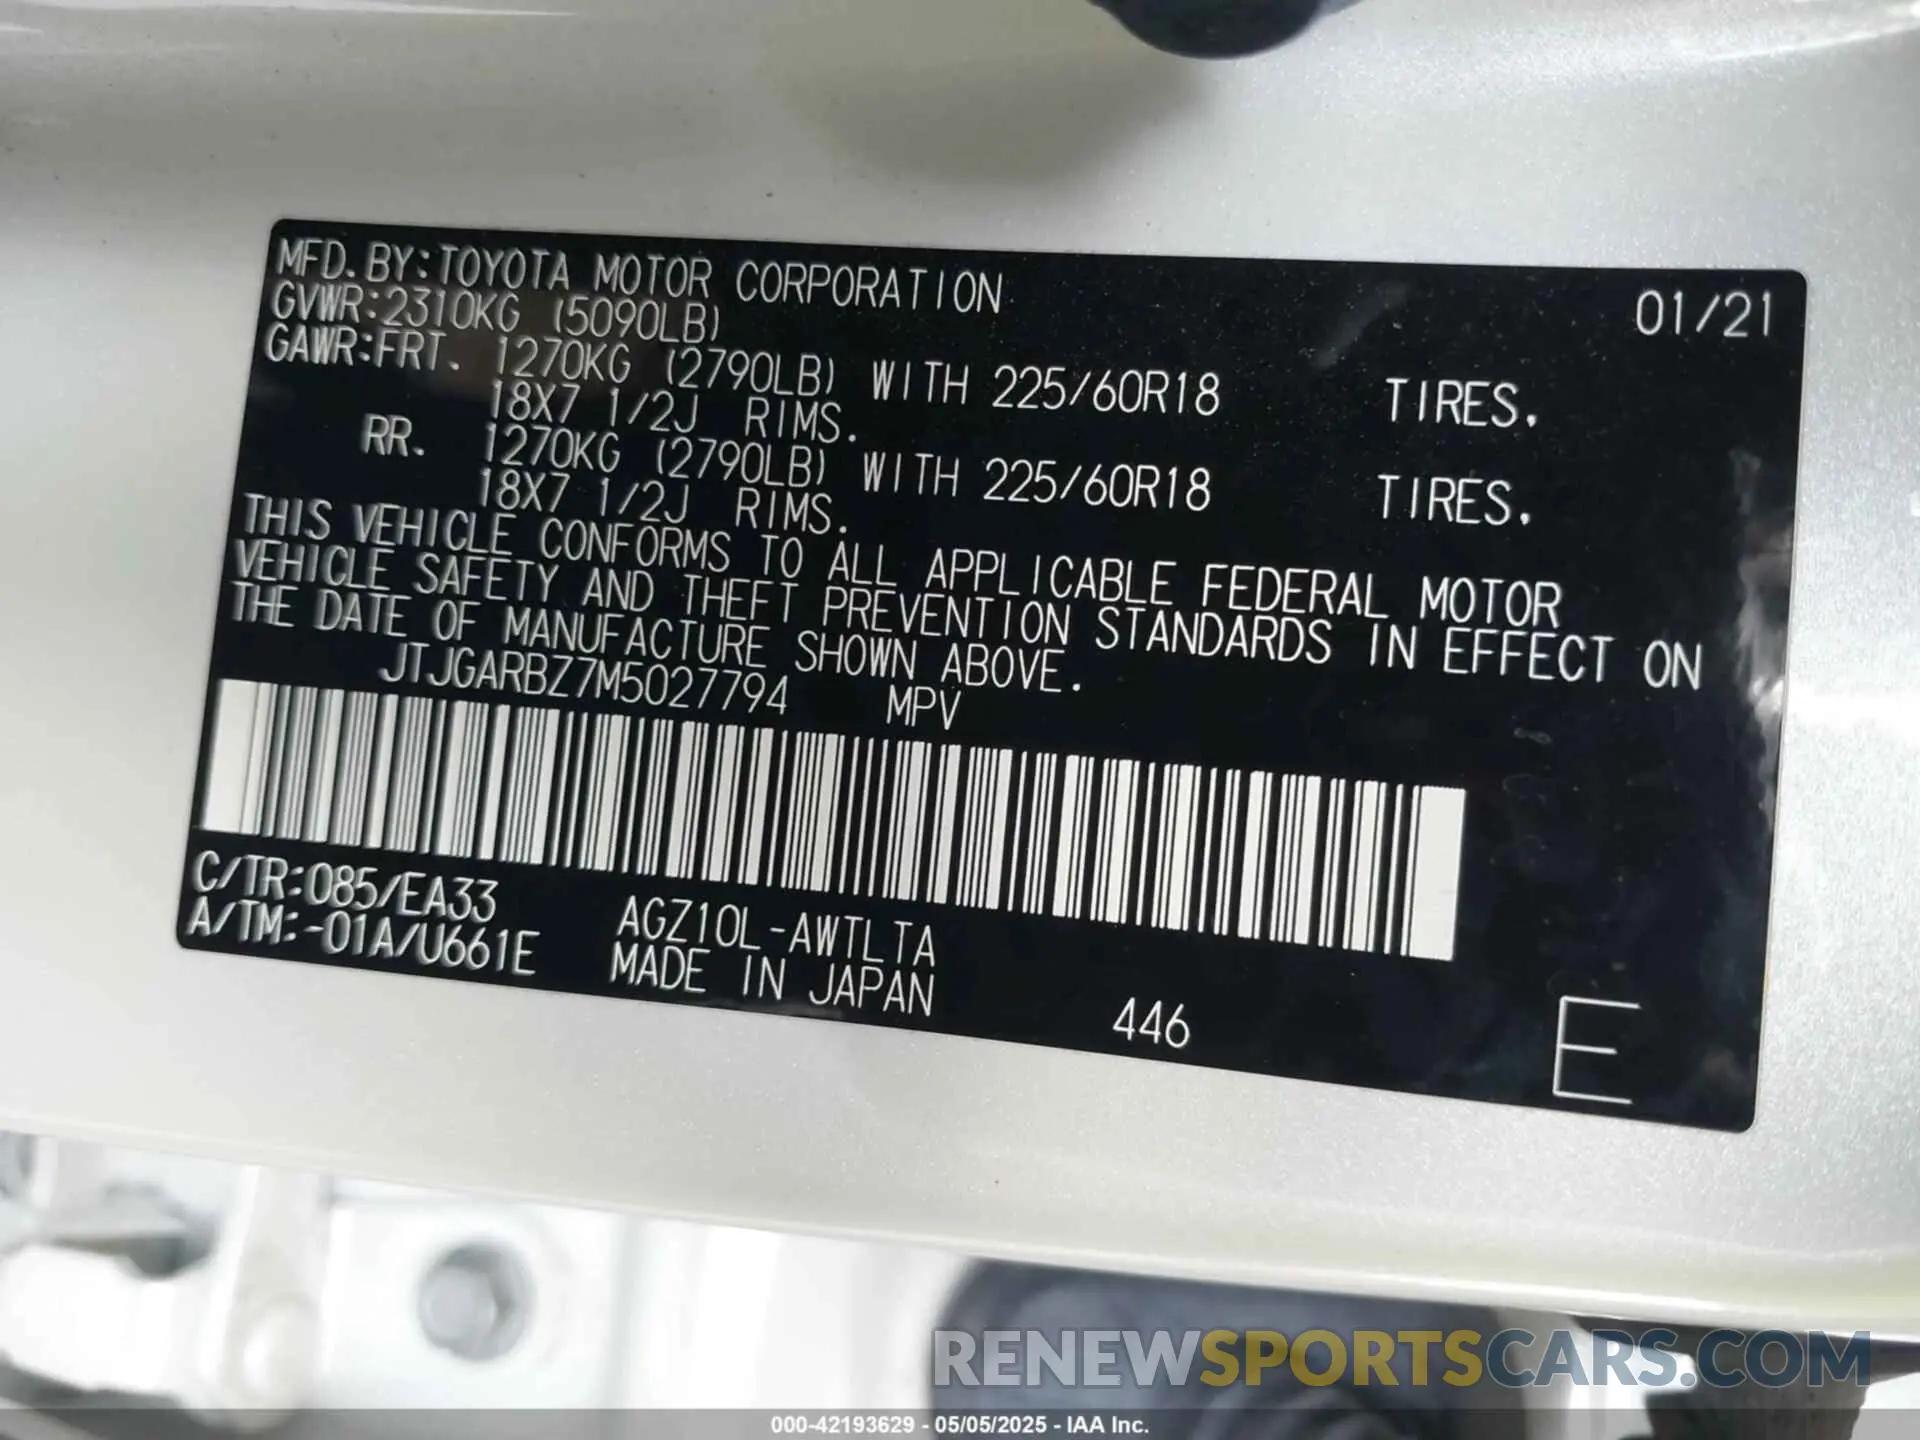 MFD. BY:TOYOTA MOTOR CORPORATION 01/21
GVWR:2310KG (5090LB)
GAWR:FRT. 1270KG (2790LB) WITH 225/60R18 TIRES.
18X7 1/2J RIMS.
RR. 1270KG (2790LB) WITH 225/60R18 TIRES.
18X7 1/2J RIMS.
THIS VEHICLE CONFORMS TO ALL APPLICABLE FEDERAL MOTOR
VEHICLE SAFETY AND THEFT PREVENTION STANDARDS IN EFFECT ON
THE DATE OF MANUFACTURE SHOWN ABOVE.
JTJGARBZ7M5027794 MPV
C/TR:085/EA33 AGZ10L-AWTLTA
A/TM:-01A/U661E MADE IN JAPAN
446 E
RENEWSPORTSCARS.COM
000-42193629 - 05/05/2025 - IAA Inc.